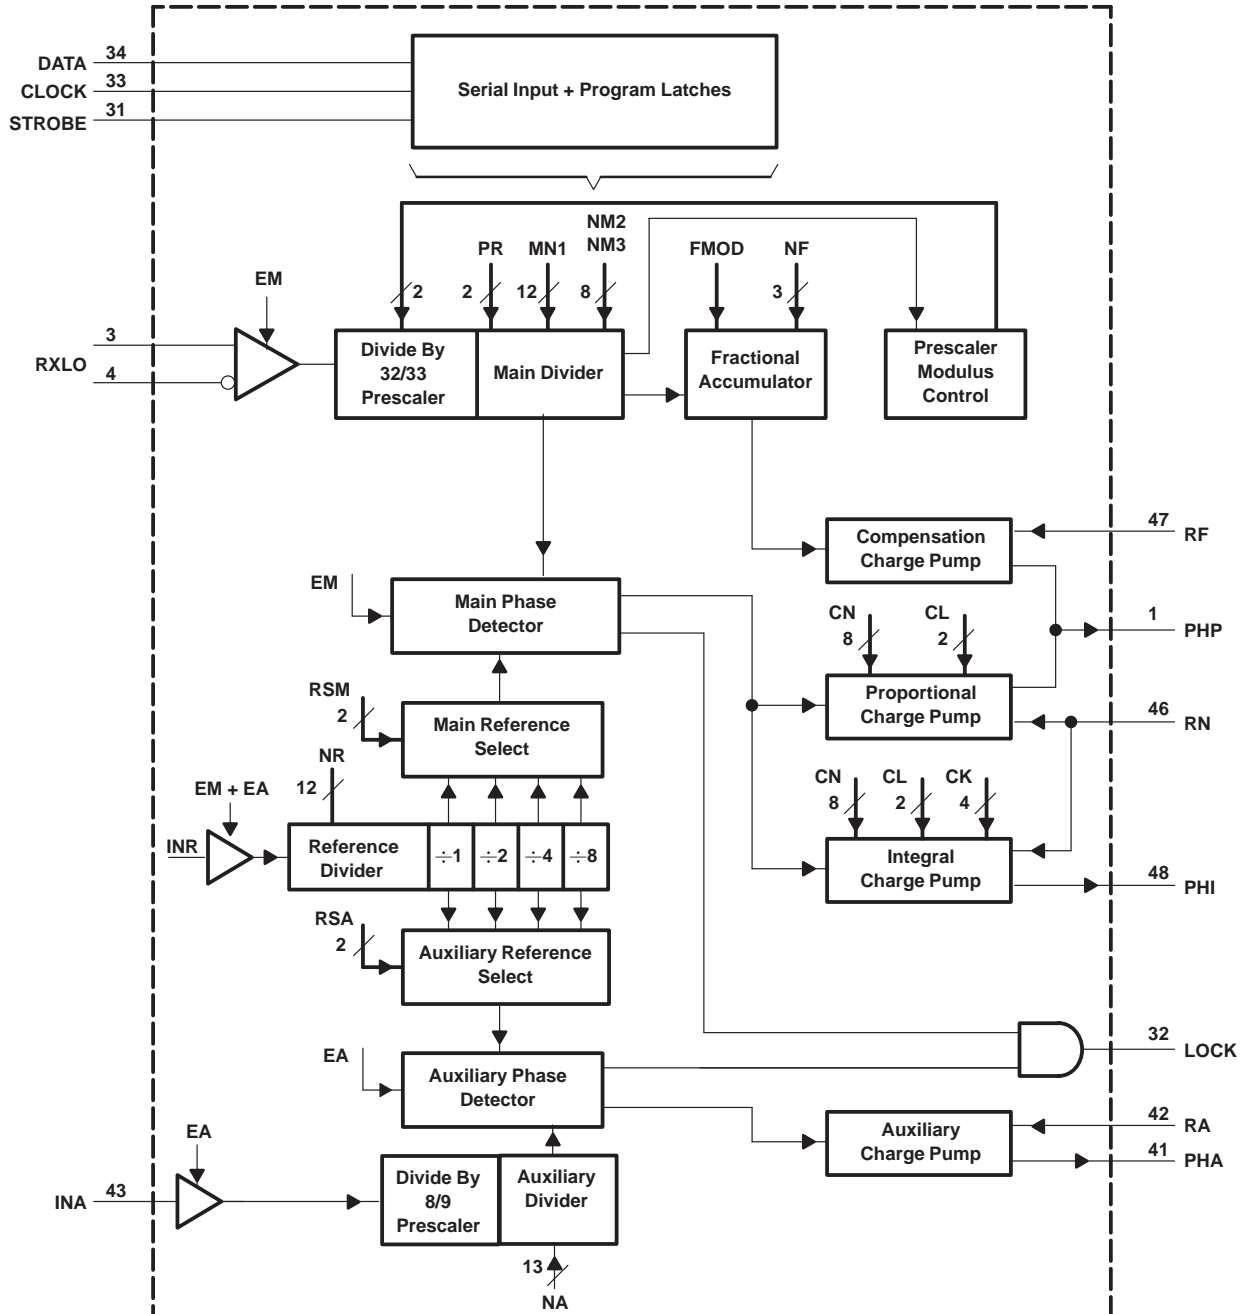 34
DATA
33
CLOCK
31
STROBE
Serial Input + Program Latches
NM2
NM3
PR
MN1
FMOD
NF
EM
2
2
12
8
3
3
RXLO
4
Divide By
32/33
Prescaler
Main Divider
Fractional
Accumulator
Prescaler
Modulus
Control
47
RF
Compensation
Charge Pump
EM
Main Phase
Detector
CN
8
CL
2
1
PHP
RSM
2
Main Reference
Select
Proportional
Charge Pump
46
RN
NR
12
EM + EA
CN
8
CL
2
CK
4
INR
Reference
Divider
÷1
÷2
÷4
÷8
Integral
Charge Pump
48
PHI
RSA
2
Auxiliary Reference
Select
32
LOCK
EA
Auxiliary Phase
Detector
42
RA
Auxiliary
Charge Pump
41
PHA
EA
43
INA
Divide By
8/9
Prescaler
Auxiliary
Divider
13
NA